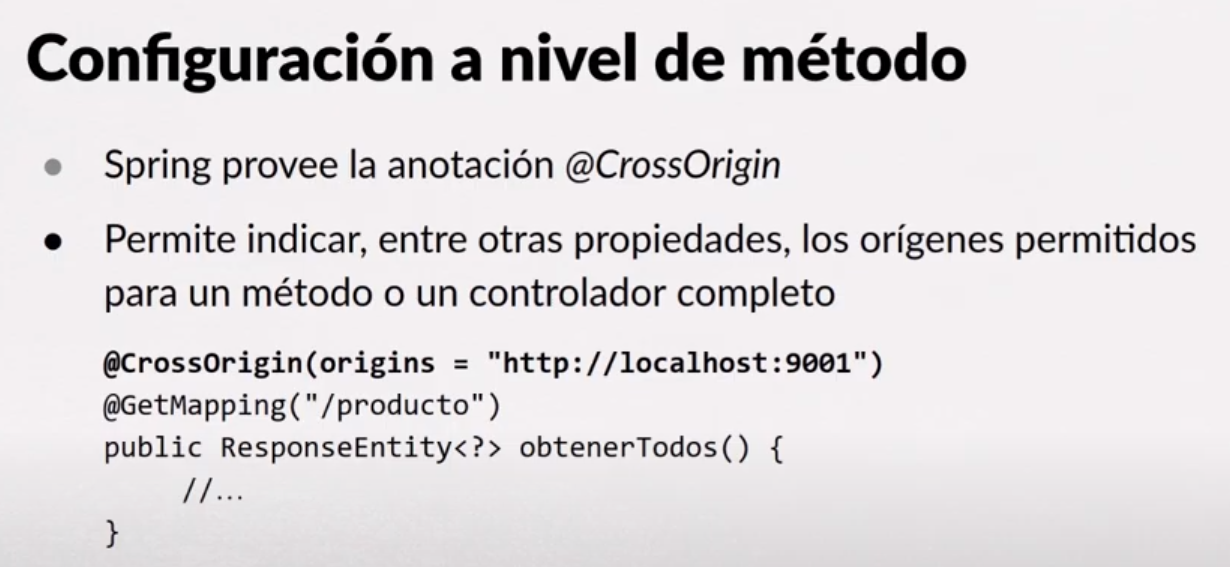 Configuración a nivel de método
● Spring provee la anotación @CrossOrigin
● Permite indicar, entre otras propiedades, los orígenes permitidos
para un método o un controlador completo
@CrossOrigin(origins = "http://localhost:9001")
@GetMapping("/producto")
public ResponseEntity<?> obtenerTodos() {
//...
}